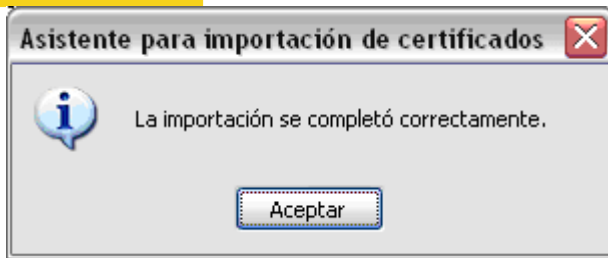 Asistente para importación de certificados
La importación se completó correctamente.
Aceptar